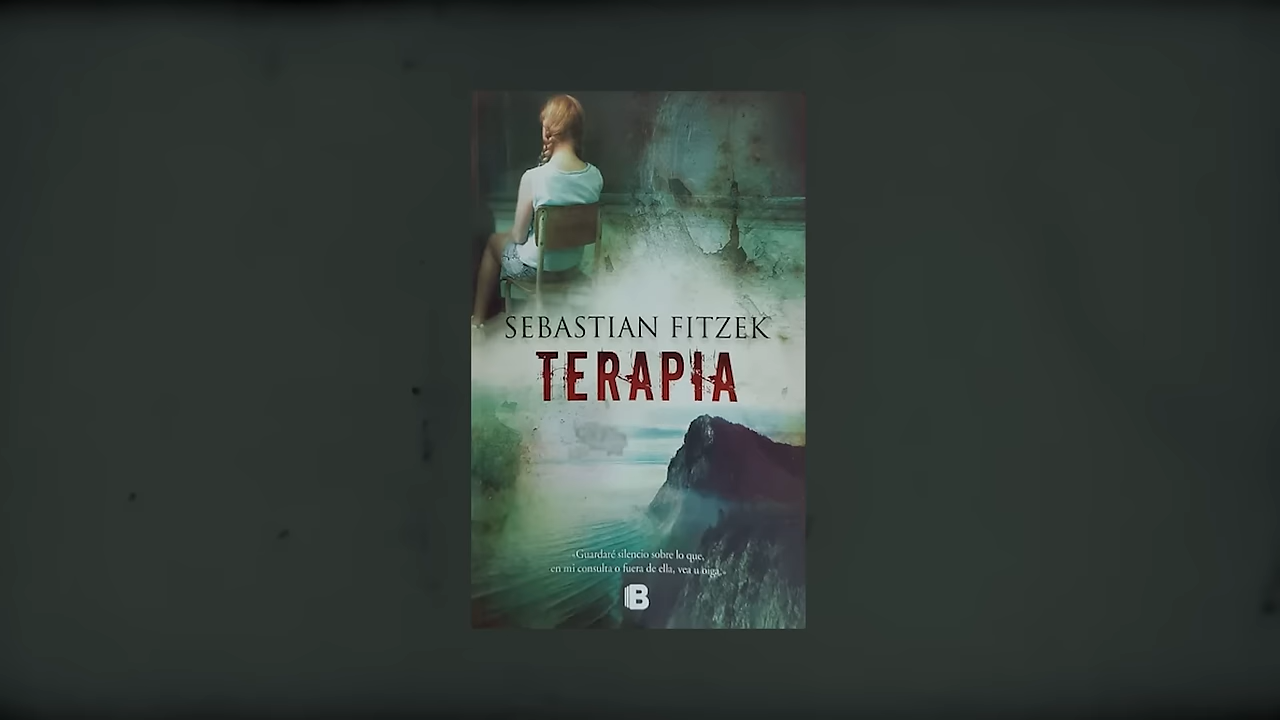 SEBASTIAN FITZEK
TERAPIA
«Guardaré silencio sobre lo que,
en mi consulta o fuera de ella, vea u oiga.»
B